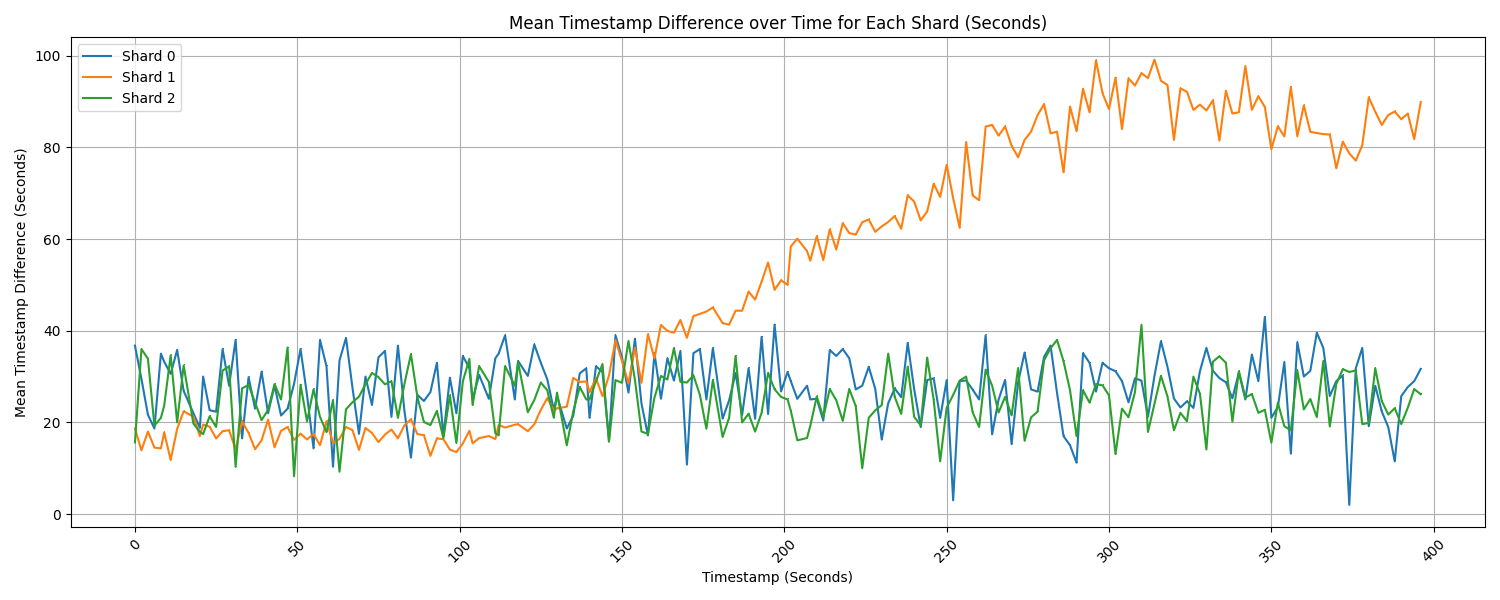 Mean Timestamp Difference over Time for Each Shard (Seconds)
Shard 0
Shard 1
Shard 2
Mean Timestamp Difference (Seconds)
100
80
60
40
20
0
0
50
100
150
200
250
300
350
400
Timestamp (Seconds)